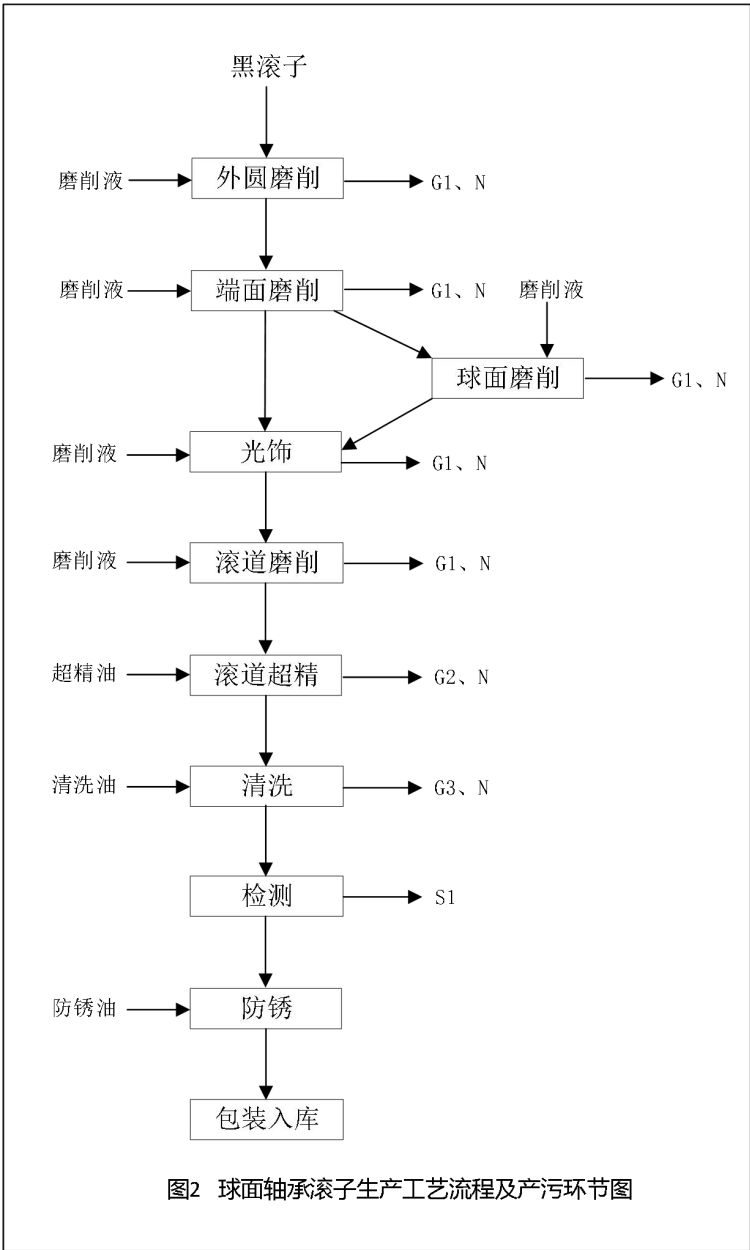 黑滚子
磨削液
外圆磨削
G1、N
磨削液
端面磨削
G1、N
磨削液
球面磨削
G1、N
磨削液
光饰
G1、N
磨削液
滚道磨削
G1、N
超精油
滚道超精
G2、N
清洗油
清洗
G3、N
检测
S1
防锈油
防锈
包装入库
图2 球面轴承滚子生产工艺流程及产污环节图